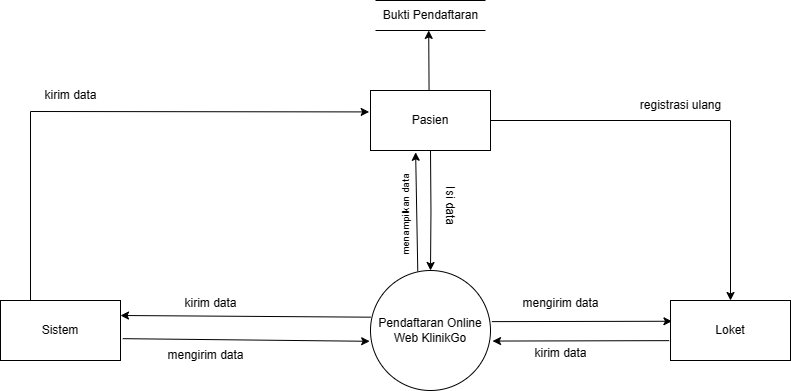 Bukti Pendaftaran
kirim data
Pasien
registrasi ulang
menampilkan data
Isi data
Sistem
kirim data
mengirim data
Pendaftaran Online
Web KlinikGo
mengirim data
kirim data
Loket